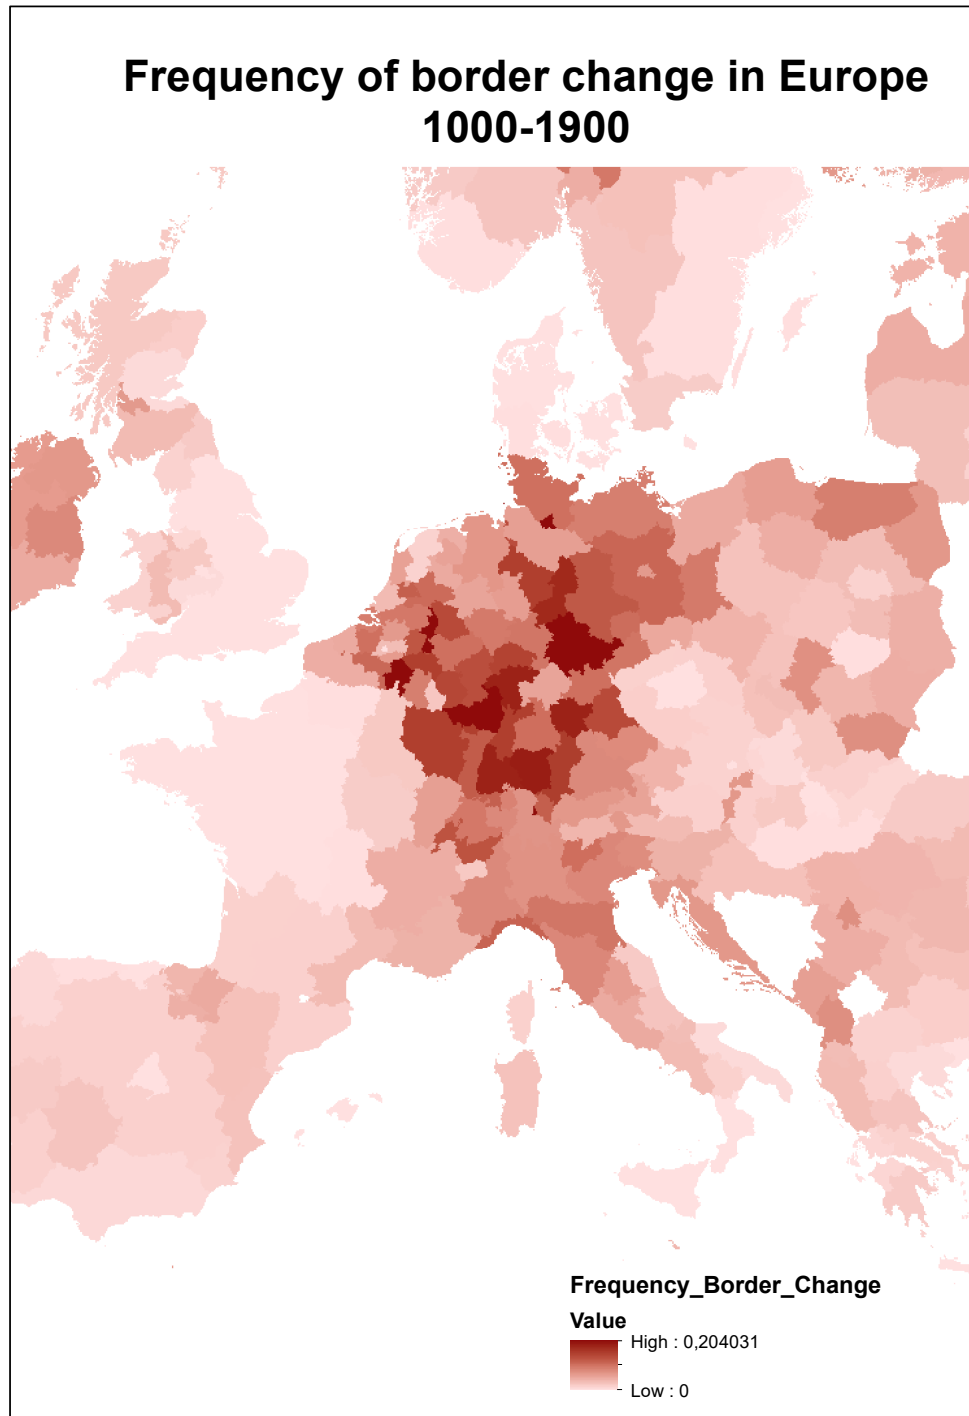 Frequency of border change in Europe
1000-1900
Frequency_Border_Change
Value
High : 0,204031
Low : 0